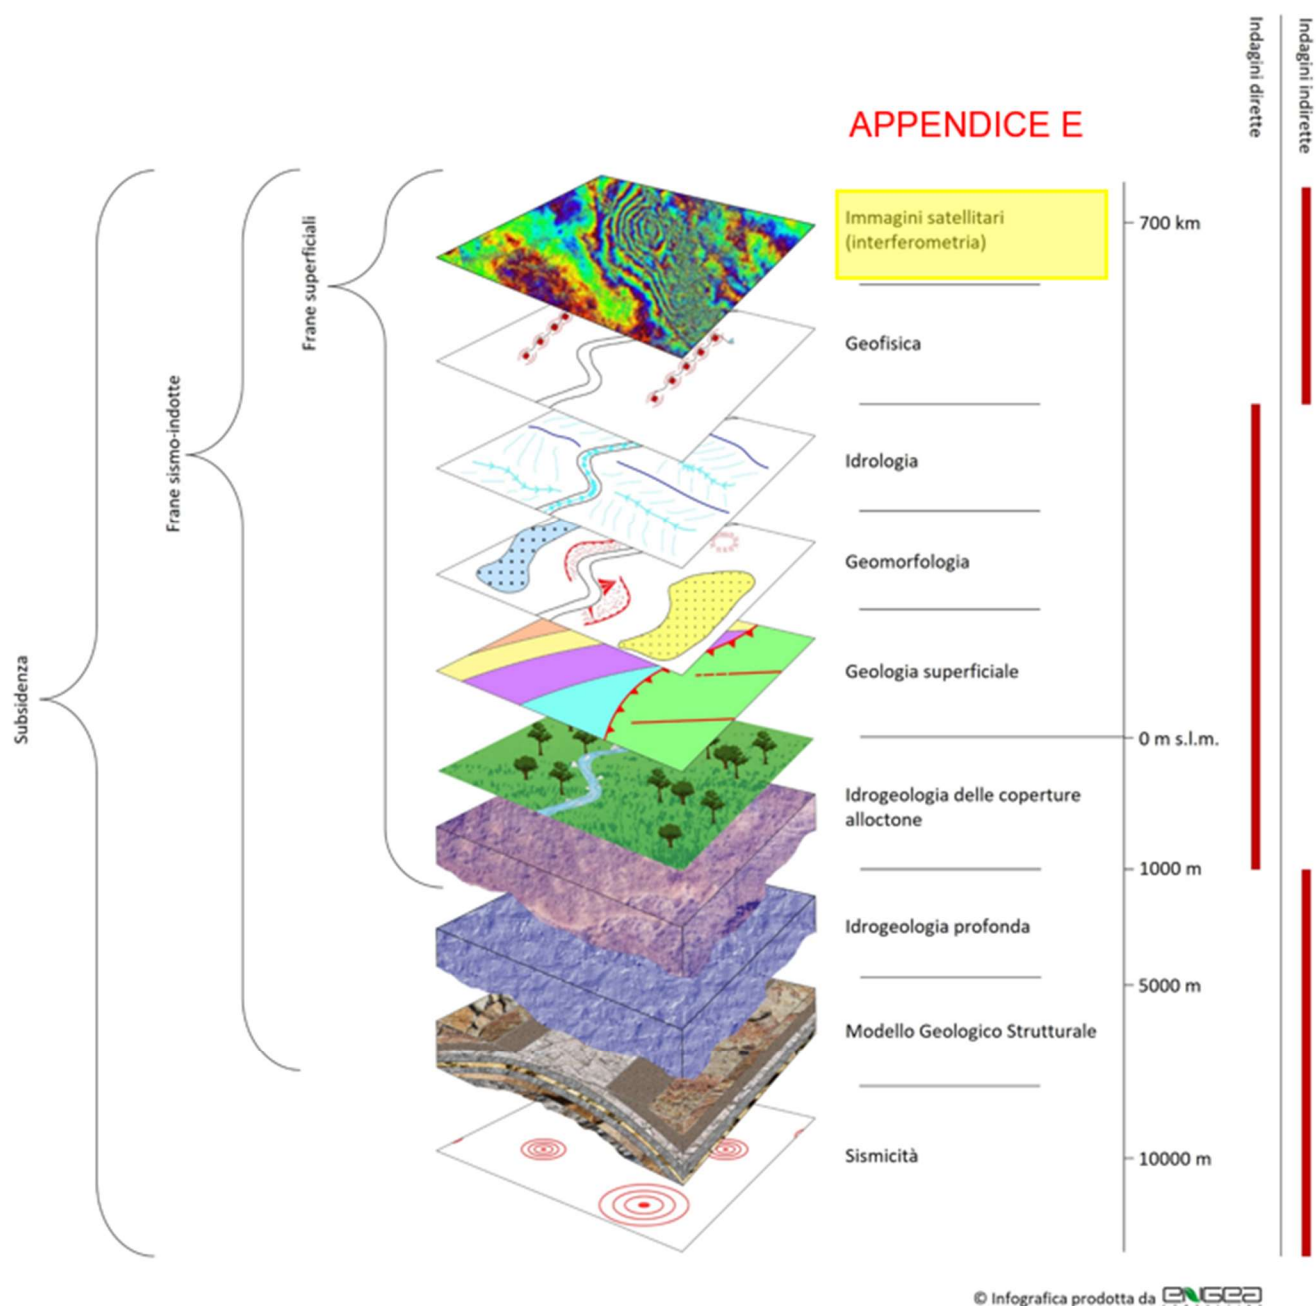 Indagini dirette
Indagini indirette
APPENDICE E
Immagini satellitari
(interferometria)
700 km
Geofisica
Idrologia
Geomorfologia
Geologia superficiale
0 m s.l.m.
Idrogeologia delle coperture
alloctone
1000 m
Idrogeologia profonda
5000 m
Modello Geologico Strutturale
Sismicità
10000 m
Frane superficiali
Frane sismo-indotte
Subsidenza
© Infografica prodotta da ENGEA